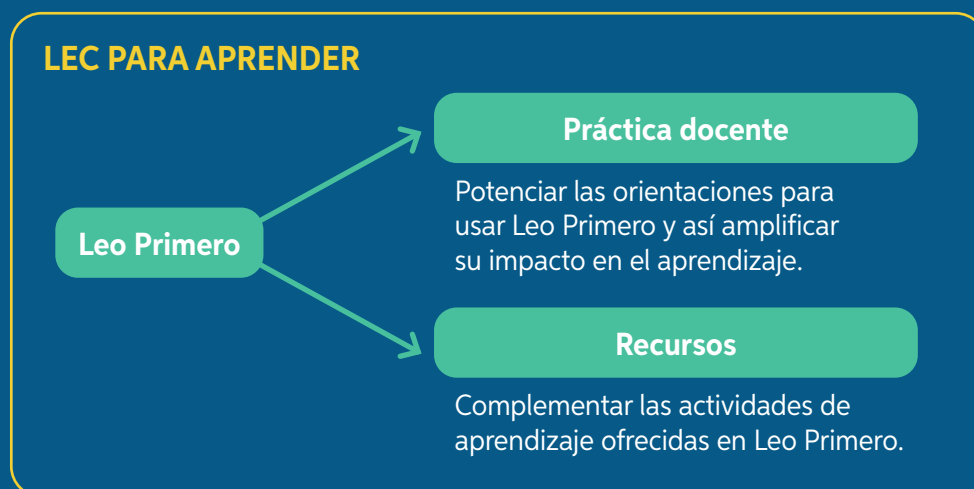 LEC PARA APRENDER
Leo Primero
Práctica docente
Potenciar las orientaciones para
usar Leo Primero y así amplificar
su impacto en el aprendizaje.
Recursos
Complementar las actividades de
aprendizaje ofrecidas en Leo Primero.